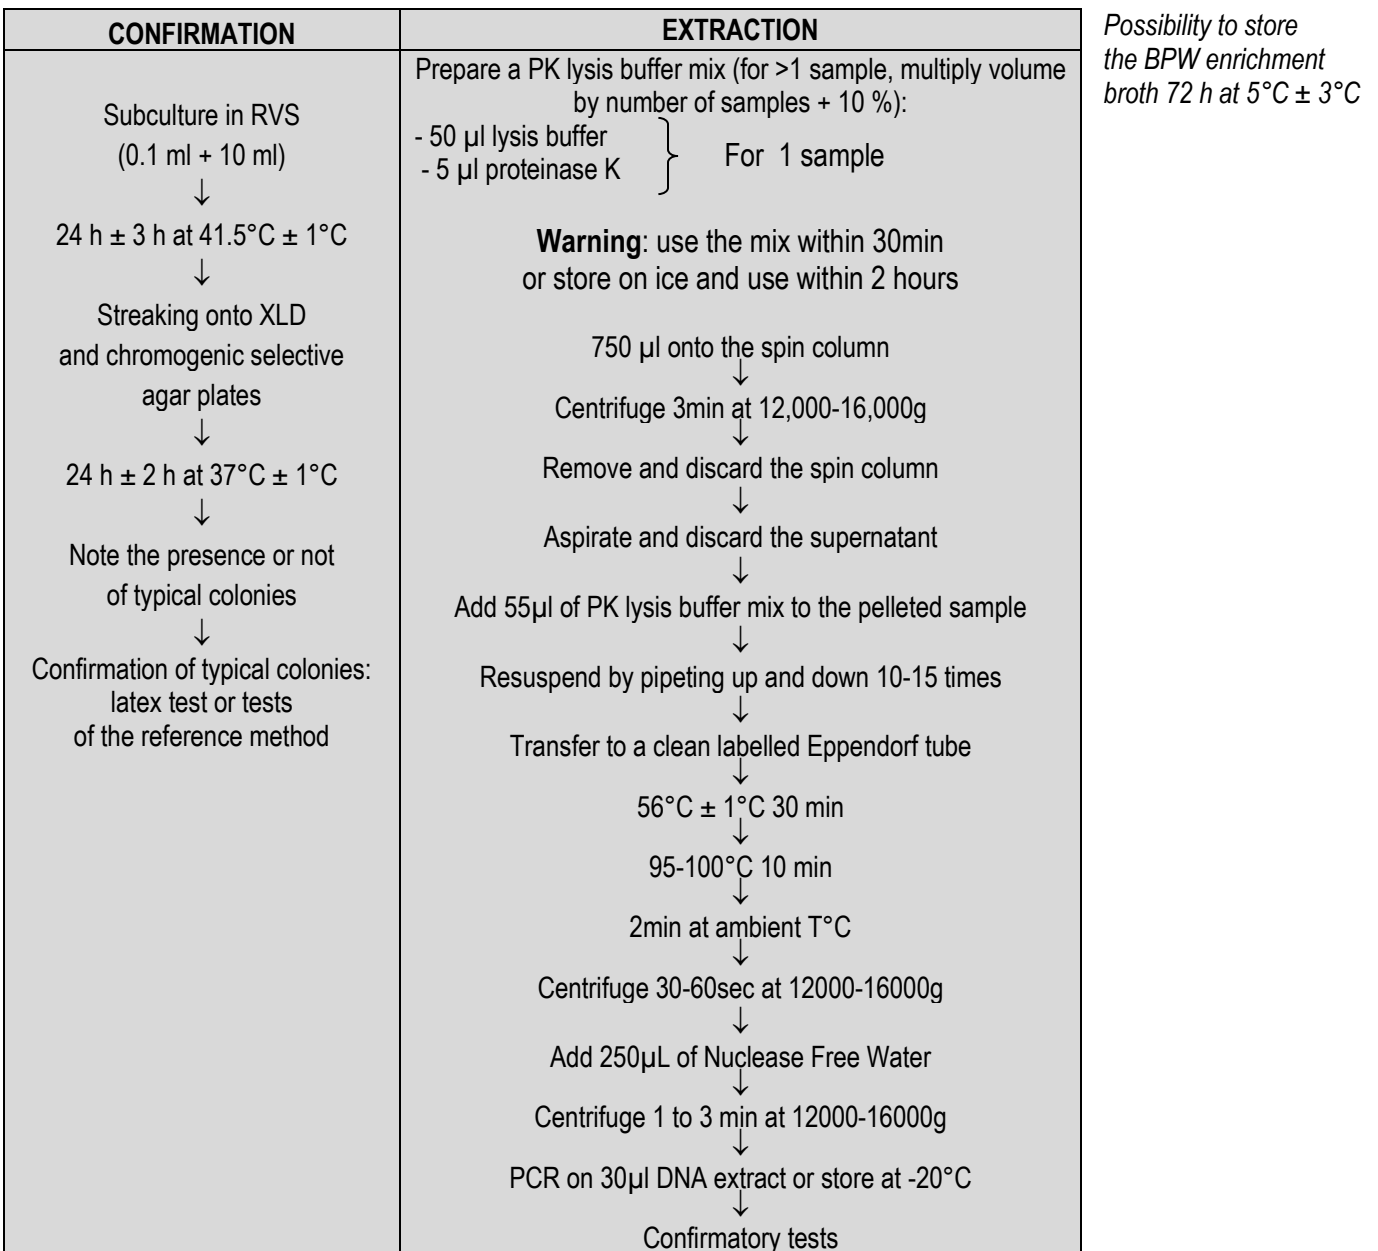 CONFIRMATION
Subculture in RVS
(0.1 ml + 10 ml)
↓
24 h ± 3 h at 41.5°C ± 1°C
↓
Streaking onto XLD
and chromogenic selective
agar plates
↓
24 h ± 2 h at 37°C ± 1°C
↓
Note the presence or not
of typical colonies
↓
Confirmation of typical colonies:
latex test or tests
of the reference method
EXTRACTION
Prepare a PK lysis buffer mix (for >1 sample, multiply volume
by number of samples + 10 %):
- 50 µl lysis buffer
- 5 µl proteinase K
For 1 sample
Warning: use the mix within 30min
or store on ice and use within 2 hours
750 µl onto the spin column
↓
Centrifuge 3min at 12,000-16,000g
↓
Remove and discard the spin column
↓
Aspirate and discard the supernatant
↓
Add 55µl of PK lysis buffer mix to the pelleted sample
↓
Resuspend by pipeting up and down 10-15 times
↓
Transfer to a clean labelled Eppendorf tube
↓
56°C ± 1°C 30 min
↓
95-100°C 10 min
↓
2min at ambient T°C
↓
Centrifuge 30-60sec at 12000-16000g
↓
Add 250µL of Nuclease Free Water
↓
Centrifuge 1 to 3 min at 12000-16000g
↓
PCR on 30µl DNA extract or store at -20°C
↓
Confirmatory tests
Possibility to store
the BPW enrichment
broth 72 h at 5°C ± 3°C